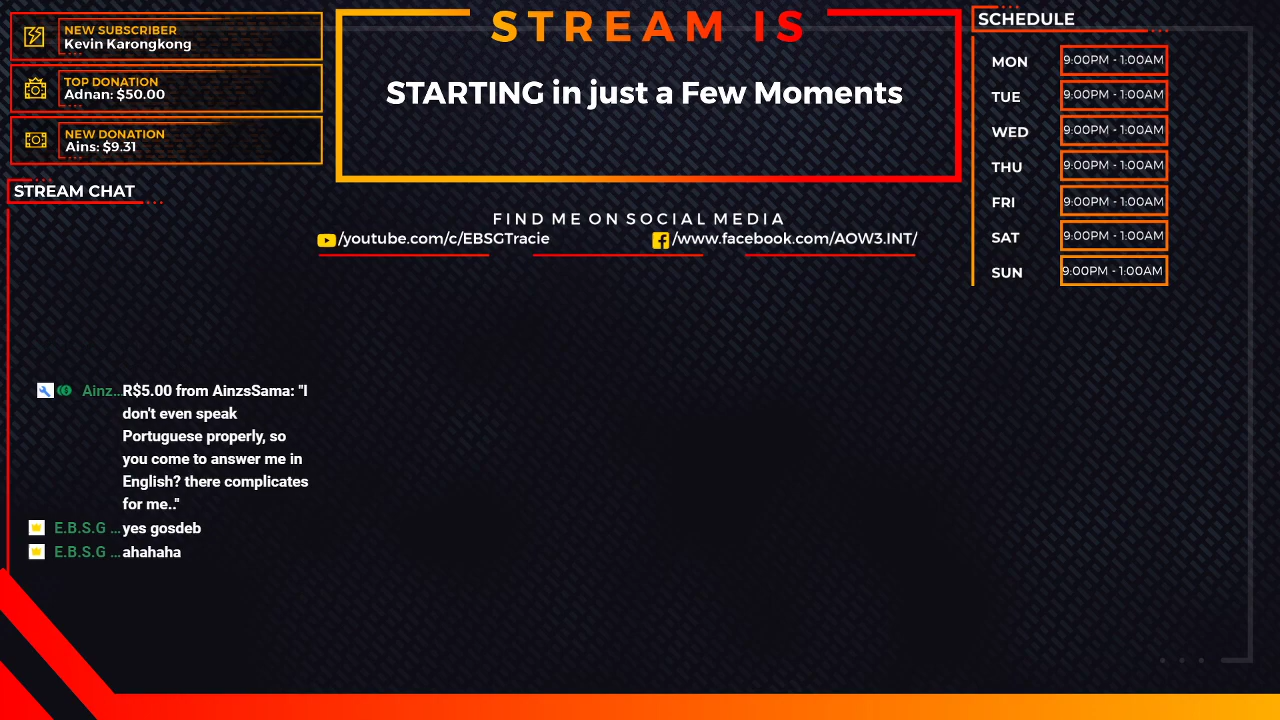 NEW SUBSCRIBER
Kevin Karongkong
TOP DONATION
Adnan: $50.00
NEW DONATION
Ains: $9.31
STREAM CHAT
STREAM IS
STARTING in just a Few Moments
FIND ME ON SOCIAL MEDIA
/youtube.com/c/EBSGTracie
/www.facebook.com/AOW3.INT/
SCHEDULE
MON 9:00PM - 1:00AM
TUE 9:00PM - 1:00AM
WED 9:00PM - 1:00AM
THU 9:00PM - 1:00AM
FRI 9:00PM - 1:00AM
SAT 9:00PM - 1:00AM
SUN 9:00PM - 1:00AM
Ainz... R$5.00 from AinzsSama: "I
don't even speak
Portuguese properly, so
you come to answer me in
English? there complicates
for me.."
E.B.S.G ... yes gosdeb
E.B.S.G ... ahahaha